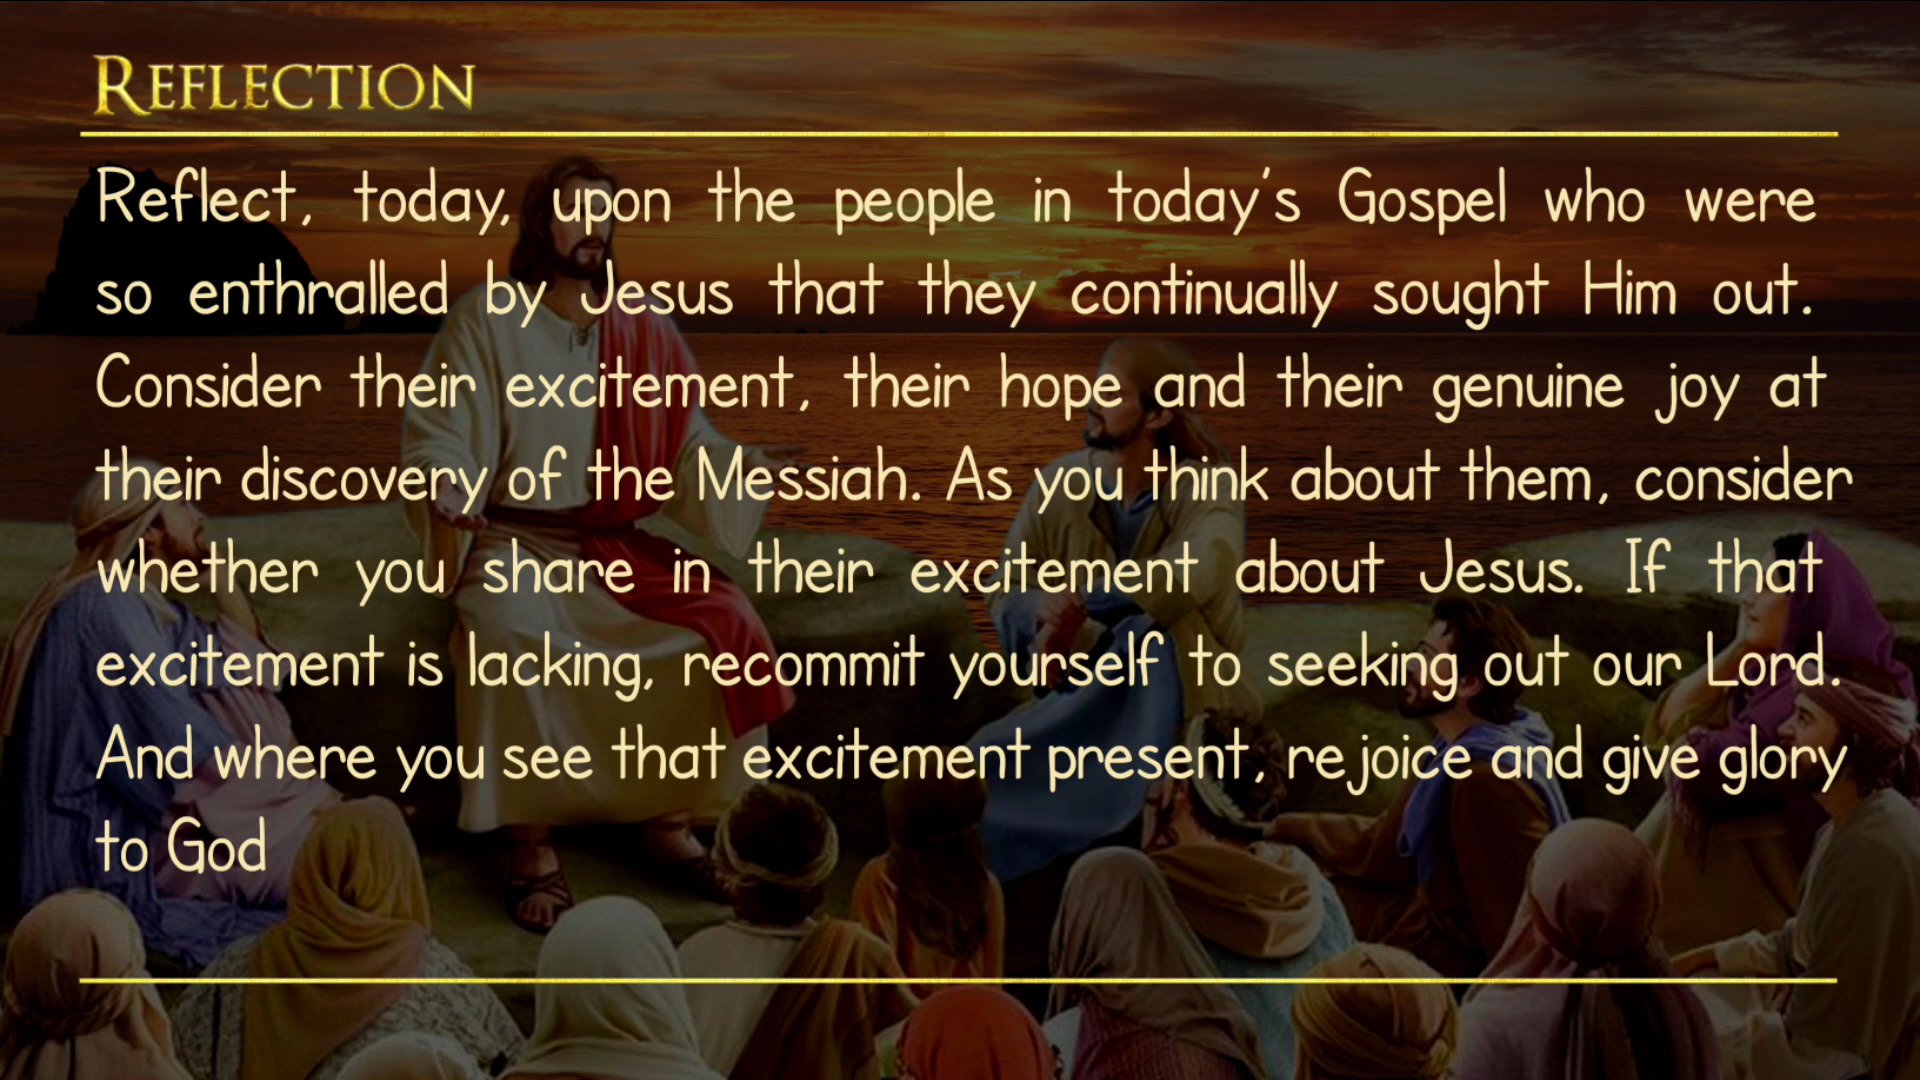 REFLECTION
Reflect, today, upon the people in today's Gospel who were
so enthralled by Jesus that they continually sought Him out.
Consider their excitement, their hope and their genuine joy at
their discovery of the Messiah. As you think about them, consider
whether you share in their excitement about Jesus. If that
excitement is lacking, recommit yourself to seeking out our Lord.
And where you see that excitement present, rejoice and give glory
to God